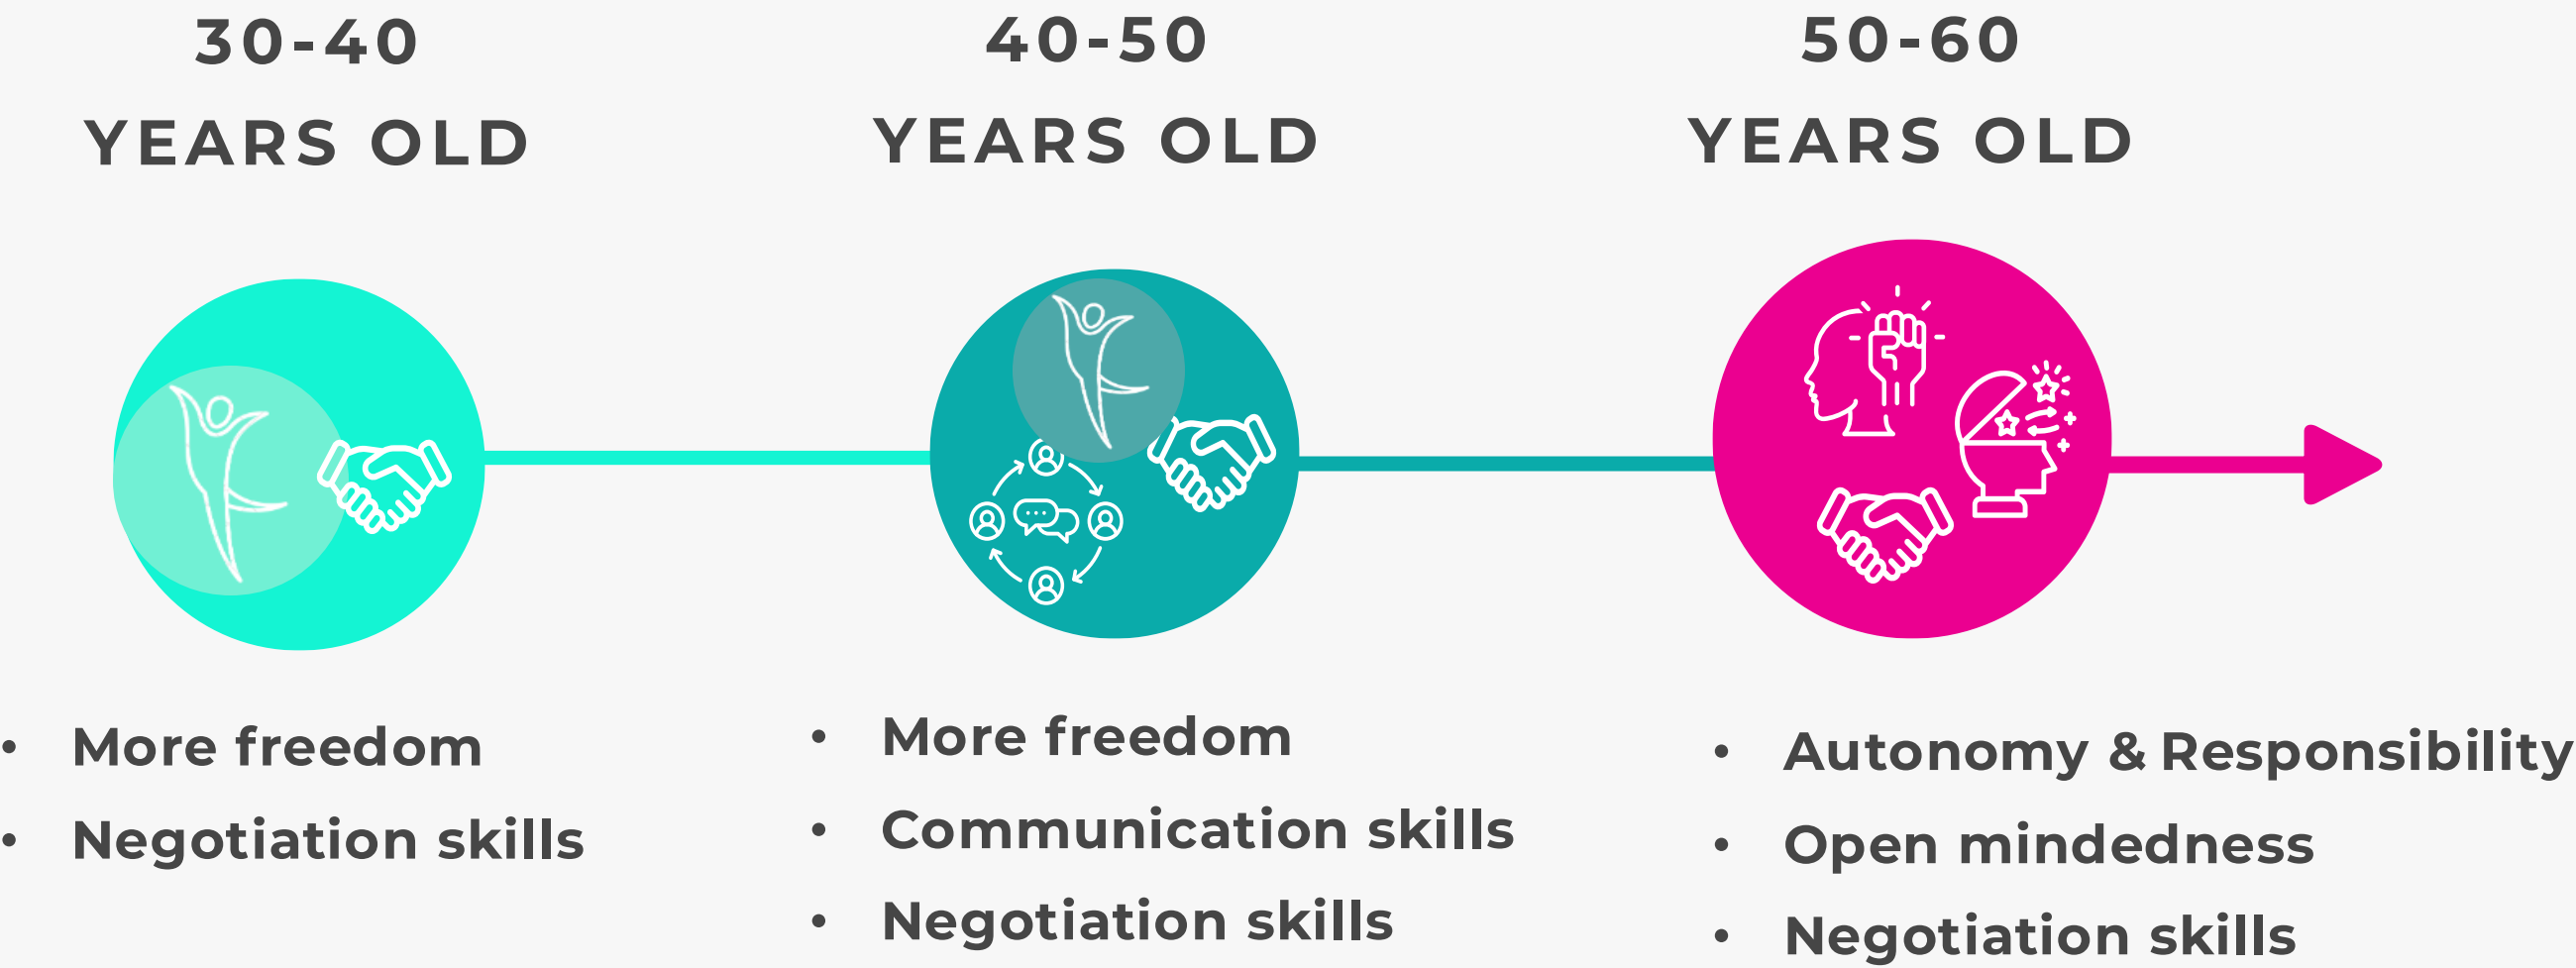 30-40
YEARS OLD
• More freedom
• Negotiation skills
40-50
YEARS OLD
• More freedom
• Communication skills
• Negotiation skills
50-60
YEARS OLD
• Autonomy & Responsibility
• Open mindedness
• Negotiation skills